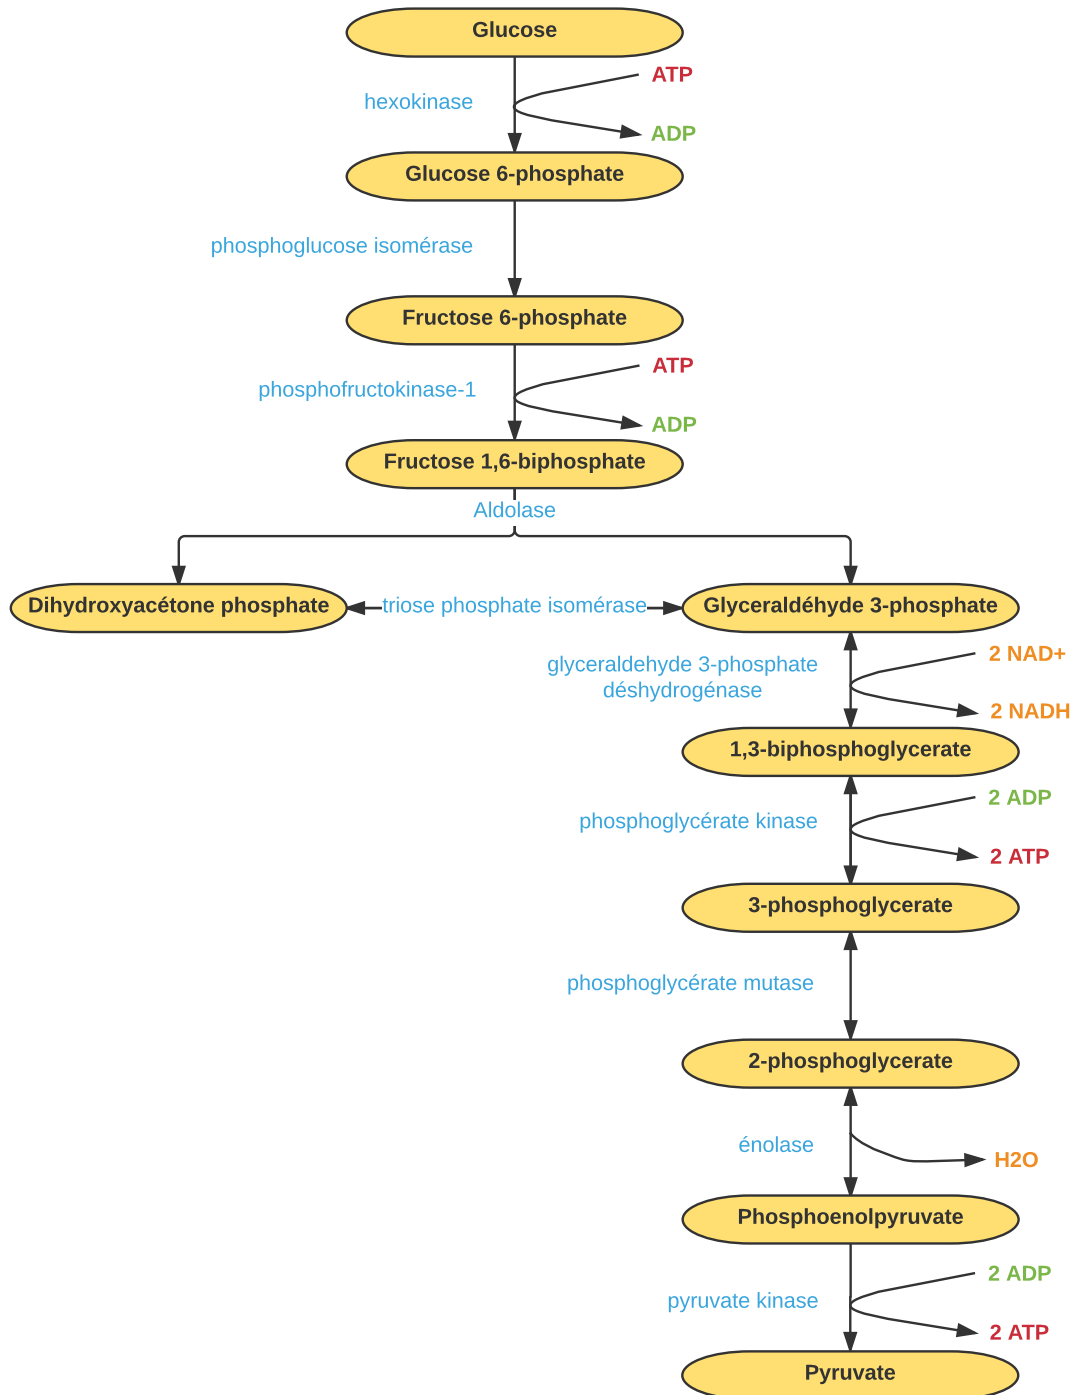 Glucose
ATP
hexokinase
ADP
Glucose 6-phosphate
phosphoglucose isomérase
Fructose 6-phosphate
ATP
phosphofructokinase-1
ADP
Fructose 1,6-biphosphate
Aldolase
Dihydroxyacétone phosphate
triose phosphate isomérase
Glyceraldéhyde 3-phosphate
2 NAD+
glyceraldehyde 3-phosphate
déshydrogénase
2 NADH
1,3-biphosphoglycerate
2 ADP
phosphoglycérate kinase
2 ATP
3-phosphoglycerate
phosphoglycérate mutase
2-phosphoglycerate
énolase
H2O
Phosphoenolpyruvate
2 ADP
pyruvate kinase
2 ATP
Pyruvate